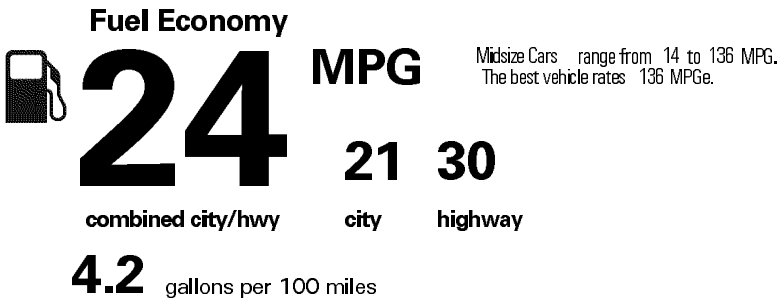 Fuel Economy
24 MPG
Midsize Cars range from 14 to 136 MPG.
The best vehicle rates 136 MPGe.
21 30
combined city/hwy city highway
4.2 gallons per 100 miles